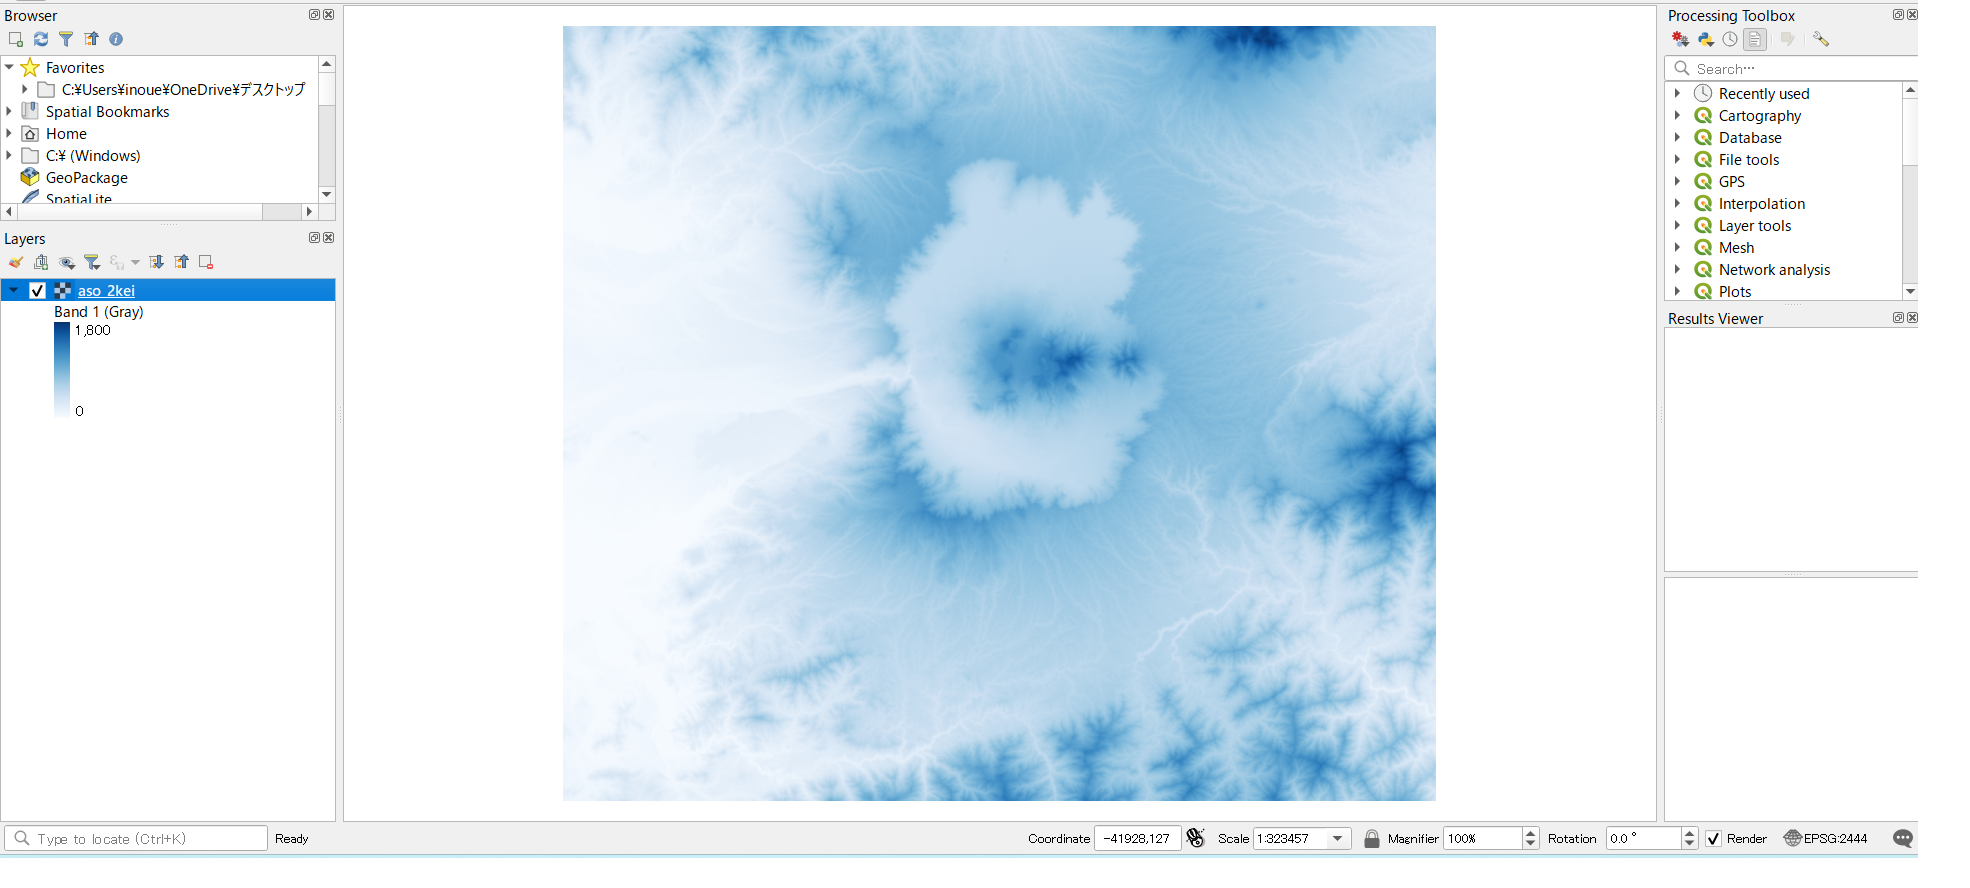 Browser
Favorites
C:¥Users¥inoue¥OneDrive¥デスクトップ
Spatial Bookmarks
Home
C:¥ (Windows)
GeoPackage
SpatiaLite
Layers
aso_2kei
Band 1 (Gray)
1,800
0
Processing Toolbox
Search…
Recently used
Cartography
Database
File tools
GPS
Interpolation
Layer tools
Mesh
Network analysis
Plots
Results Viewer
Type to locate (Ctrl+K)
Ready
Coordinate
-41928,127
Scale
1:323457
Magnifier
100%
Rotation
0.0 °
Render
EPSG:2444